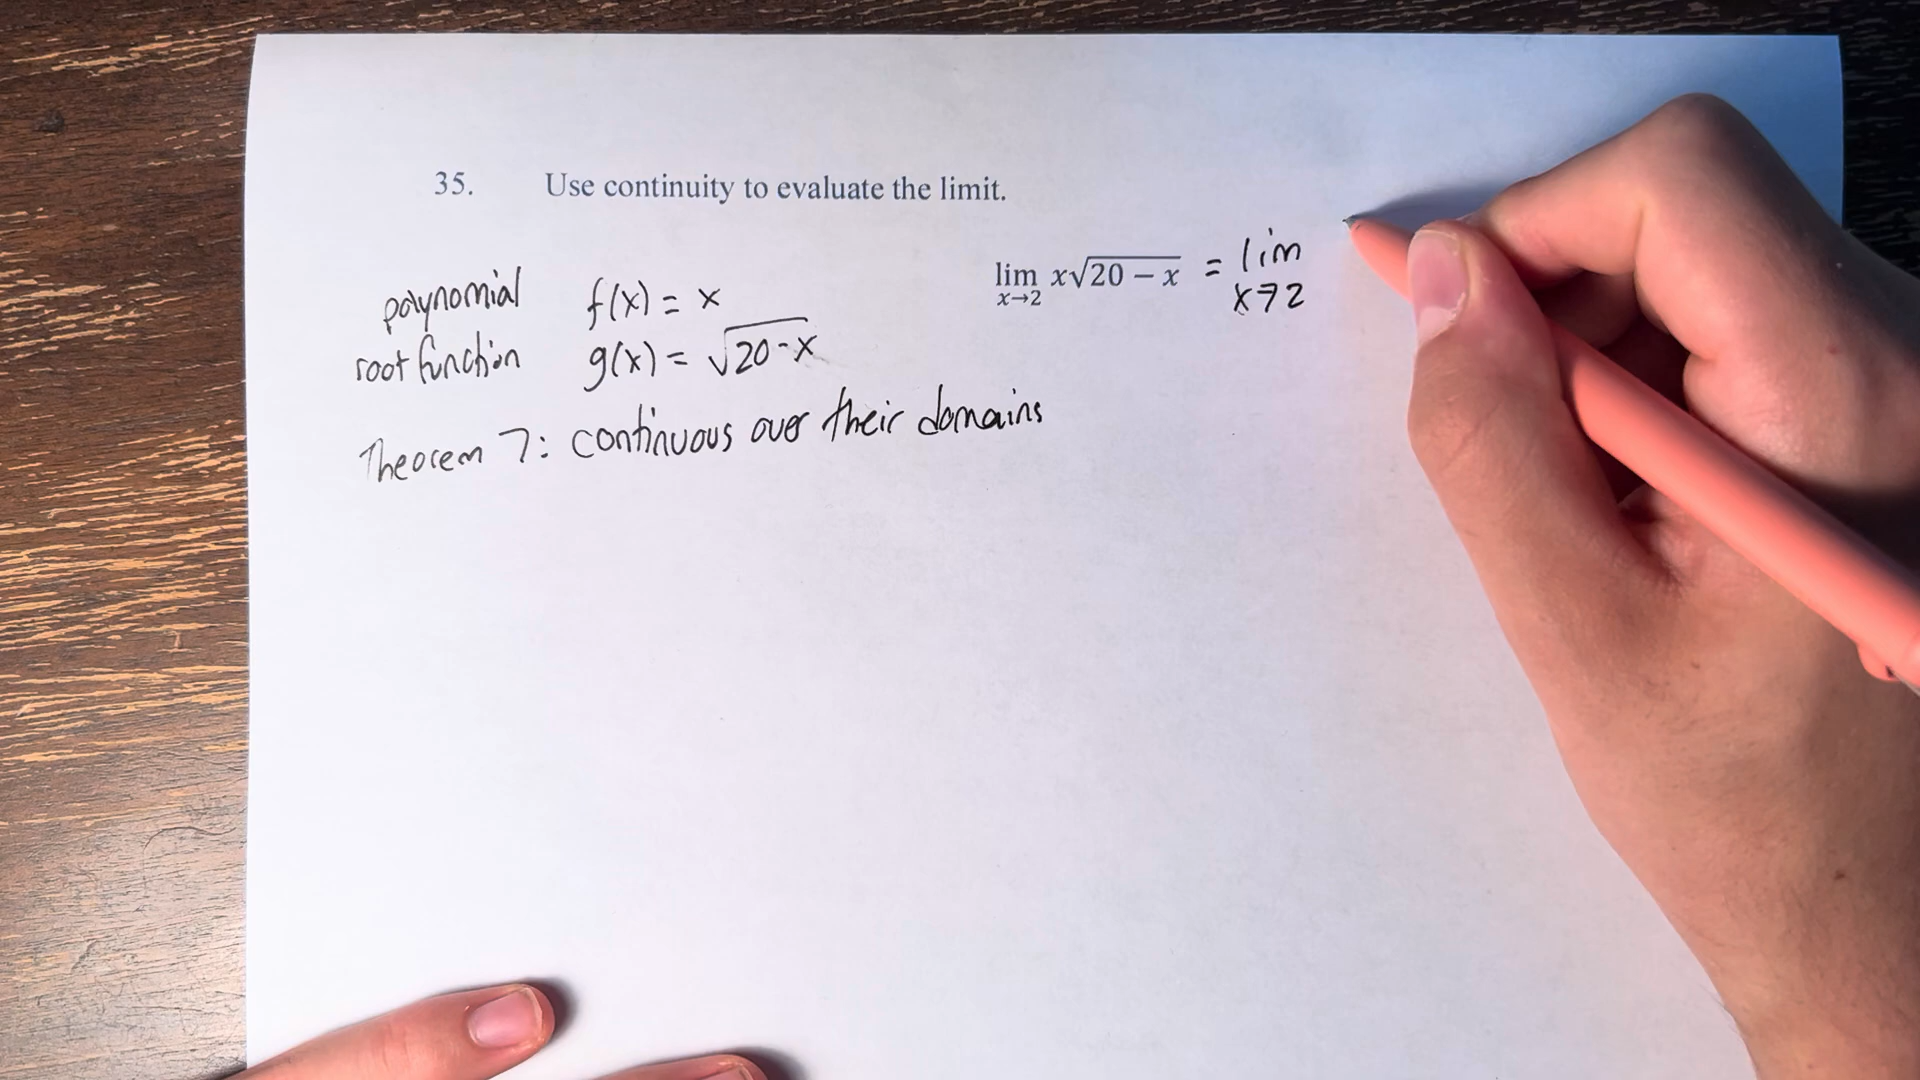 35. Use continuity to evaluate the limit.
lim x→2 x√20 − x = lim x→2
polynomial f(x) = x
root function g(x) = √20-x
Theorem 7: continuous over their domains